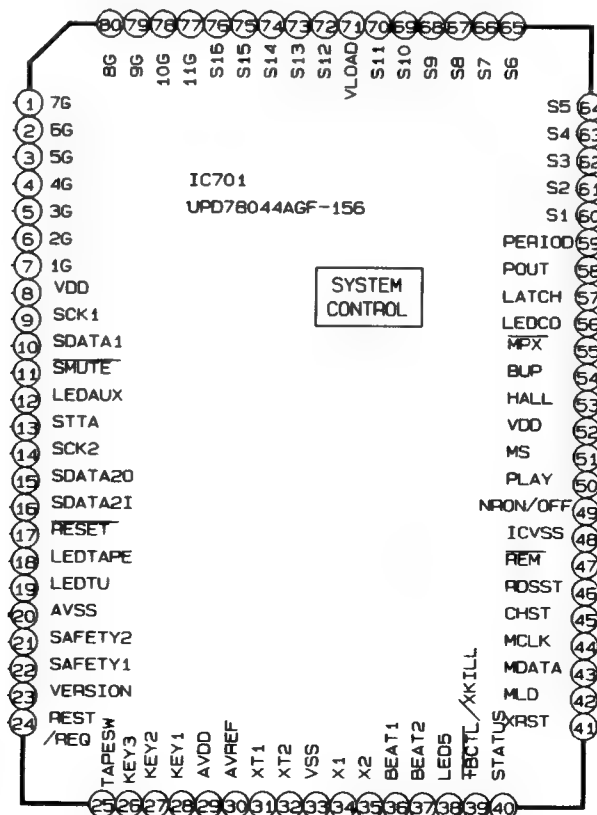 80 79 78 77 76 75 74 73 72 71 70 69 68 67 66 65
8G 9G 10G 11G S16 S15 S14 S13 S12 VLOAD S11 S10 S9 S8 S7 S6
1 7G
2 6G
3 5G
4 4G
5 3G
6 2G
7 1G
8 VDD
9 SCK1
10 SDATA1
11 SMUTE
12 LEDAUX
13 STTA
14 SCK2
15 SDATA2O
16 SDATA2I
17 RESET
18 LEDTAPE
19 LEDTU
20 AVSS
21 SAFETY2
22 SAFETY1
23 VERSION
24 REST
/REQ
IC701
UPD78044AGF-156
SYSTEM
CONTROL
S5 64
S4 63
S3 62
S2 61
S1 60
PERIOD 59
POUT 58
LATCH 57
LEDCD 56
MPX 55
BUP 54
HALL 53
VDD 52
MS 51
PLAY 50
NRON/OFF 49
ICVSS 48
REM 47
RDSST 46
CHST 45
MCLK 44
MDATA 43
MLD 42
XRST 41
TAPESW KEY3 KEY2 KEY1 AVDD AVREF XT1 XT2 VSS X1 X2 BEAT1 BEAT2 LED5 TBCTL/XKILL STATUS
25 26 27 28 29 30 31 32 33 34 35 36 37 38 39 40